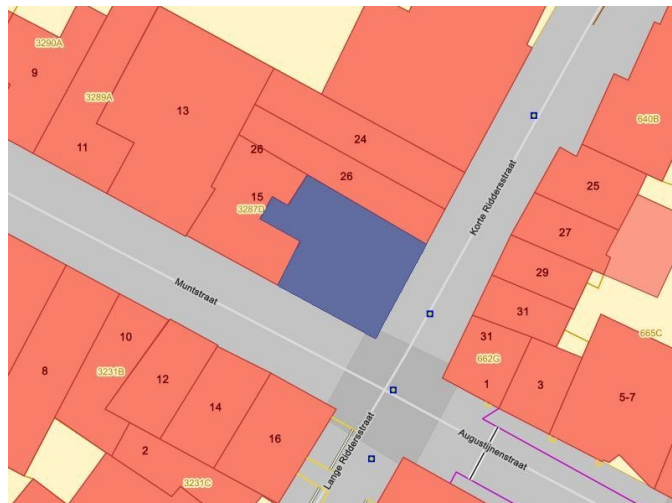 3290A
9
3289A
11
13
24
26
26
15
3287D
640B
25
27
29
31
31
662G
1
3
665C
5-7
Korte Riddersstraat
Muntstraat
10
8
3231B
12
14
16
2
3231C
Lange Riddersstraat
Augustijnenstraat